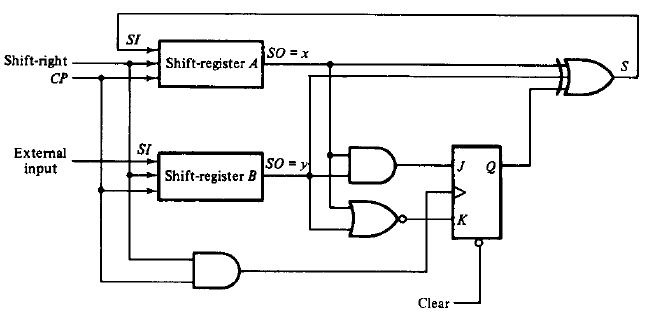 SI
Shift-right
CP
Shift-register A
SO = x
S
External
input
SI
Shift-register B
SO = y
J
Q
K
Clear